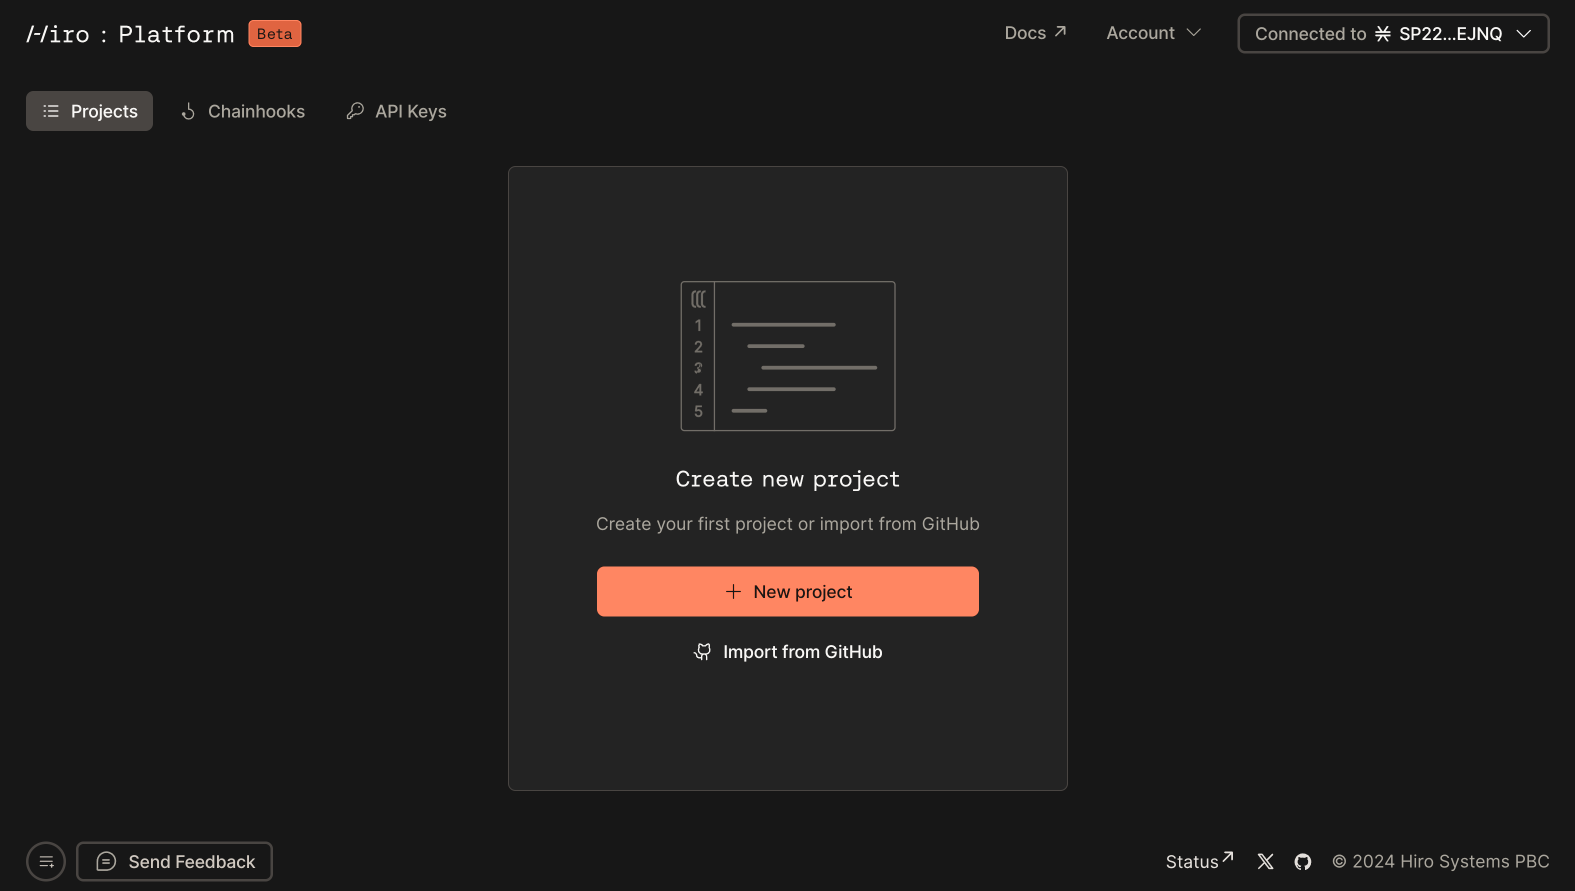 Hiro : Platform Beta
Docs Account Connected to SP22...EJNQ
Projects Chainhooks API Keys
1
2
3
4
5
Create new project
Create your first project or import from GitHub
New project
Import from GitHub
Send Feedback Status © 2024 Hiro Systems PBC